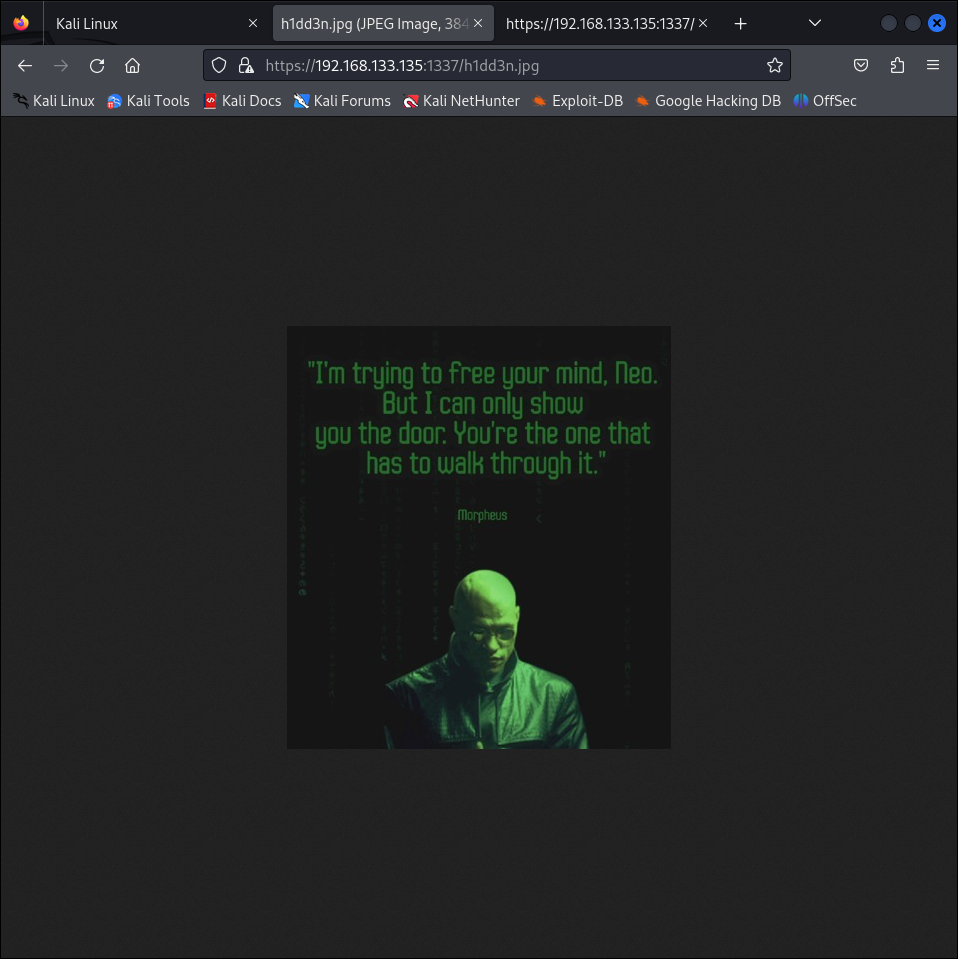 Kali Linux
h1dd3n.jpg (JPEG Image, 384
https://192.168.133.135:1337/
https://192.168.133.135:1337/h1dd3n.jpg
Kali Linux
Kali Tools
Kali Docs
Kali Forums
Kali NetHunter
Exploit-DB
Google Hacking DB
OffSec
"I'm trying to free your mind, Neo.
But I can only show
you the door. You're the one that
has to walk through it."
Morpheus